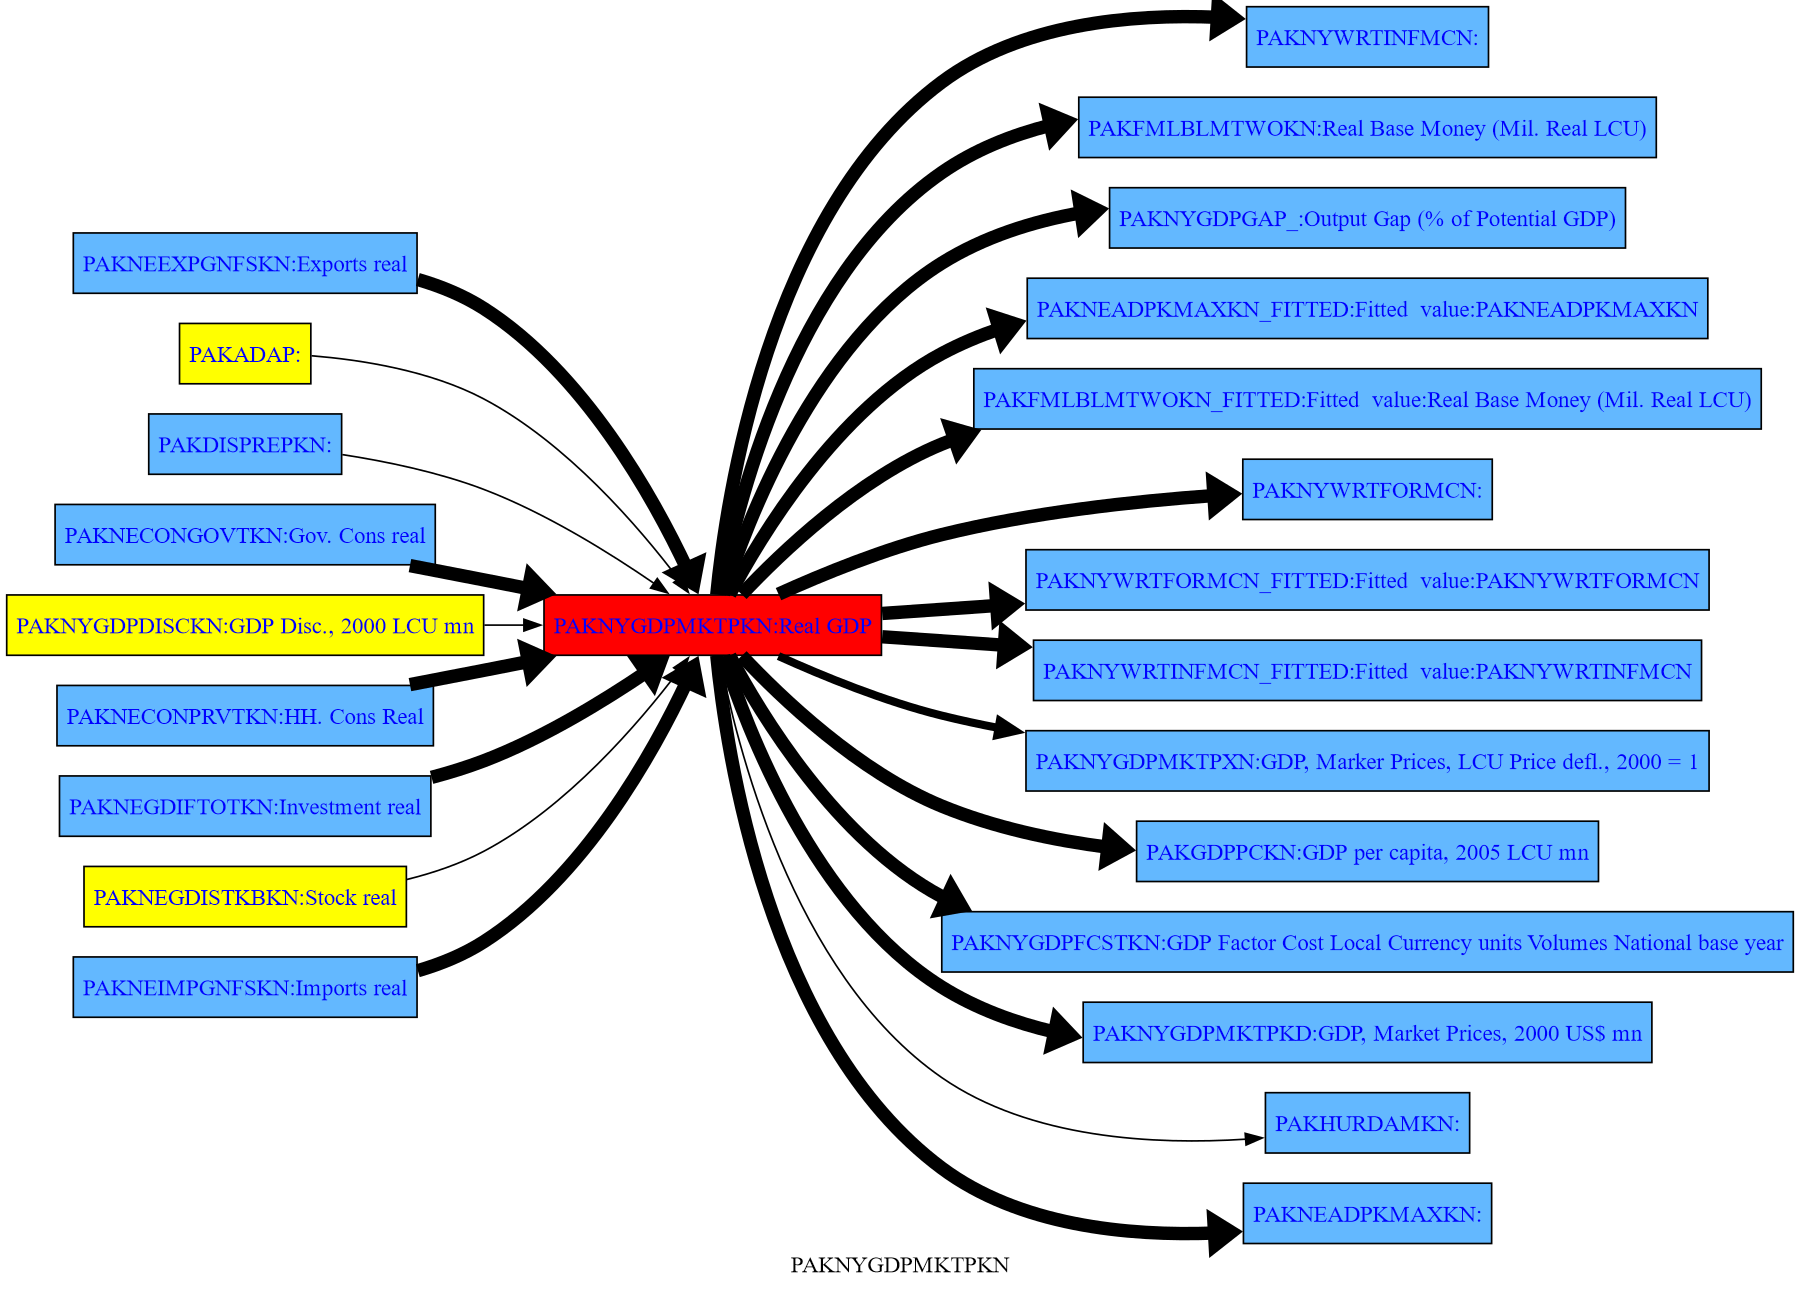 PAKNEEXPGNFSKN:Exports real
PAKADAP:
PAKDISPREPKN:
PAKNECONGOVTKN:Gov. Cons real
PAKNYGDPDISCKN:GDP Disc., 2000 LCU mn
PAKNECONPRVTKN:HH. Cons Real
PAKNEGDIFTOTKN:Investment real
PAKNEGDISTKBKN:Stock real
PAKNEIMPGNFSKN:Imports real
PAKNYGDPMKTPKN:Real GDP
PAKNYWRTINFMCN:
PAKFMLBLMTWOKN:Real Base Money (Mil. Real LCU)
PAKNYGDPGAP_:Output Gap (% of Potential GDP)
PAKNEADPKMAXKN_FITTED:Fitted  value:PAKNEADPKMAXKN
PAKFMLBLMTWOKN_FITTED:Fitted  value:Real Base Money (Mil. Real LCU)
PAKNYWRTFORMCN:
PAKNYWRTFORMCN_FITTED:Fitted  value:PAKNYWRTFORMCN
PAKNYWRTINFMCN_FITTED:Fitted  value:PAKNYWRTINFMCN
PAKNYGDPMKTPXN:GDP, Marker Prices, LCU Price defl., 2000 = 1
PAKGDPPCKN:GDP per capita, 2005 LCU mn
PAKNYGDPFCSTKN:GDP Factor Cost Local Currency units Volumes National base year
PAKNYGDPMKTPKD:GDP, Market Prices, 2000 US$ mn
PAKHURDAMKN:
PAKNEADPKMAXKN:
PAKNYGDPMKTPKN